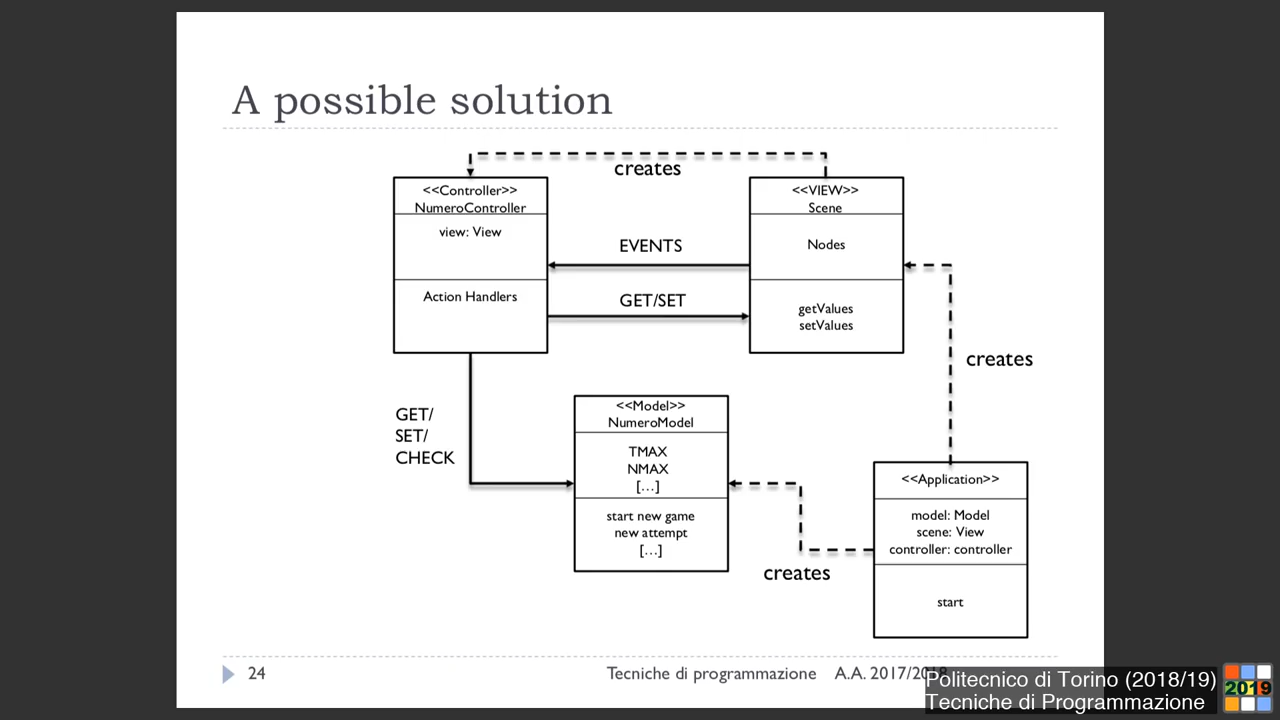 A possible solution
creates
<<Controller>>
NumeroController
view: View
Action Handlers
EVENTS
GET/SET
<<VIEW>>
Scene
Nodes
getValues
setValues
creates
GET/
SET/
CHECK
<<Model>>
NumeroModel
TMAX
NMAX
[...]
start new game
new attempt
[...]
creates
<<Application>>
model: Model
scene: View
controller: controller
start
24
Tecniche di programmazione A.A. 2017/2018
Politecnico di Torino (2018/19)
Tecniche di Programmazione
2019